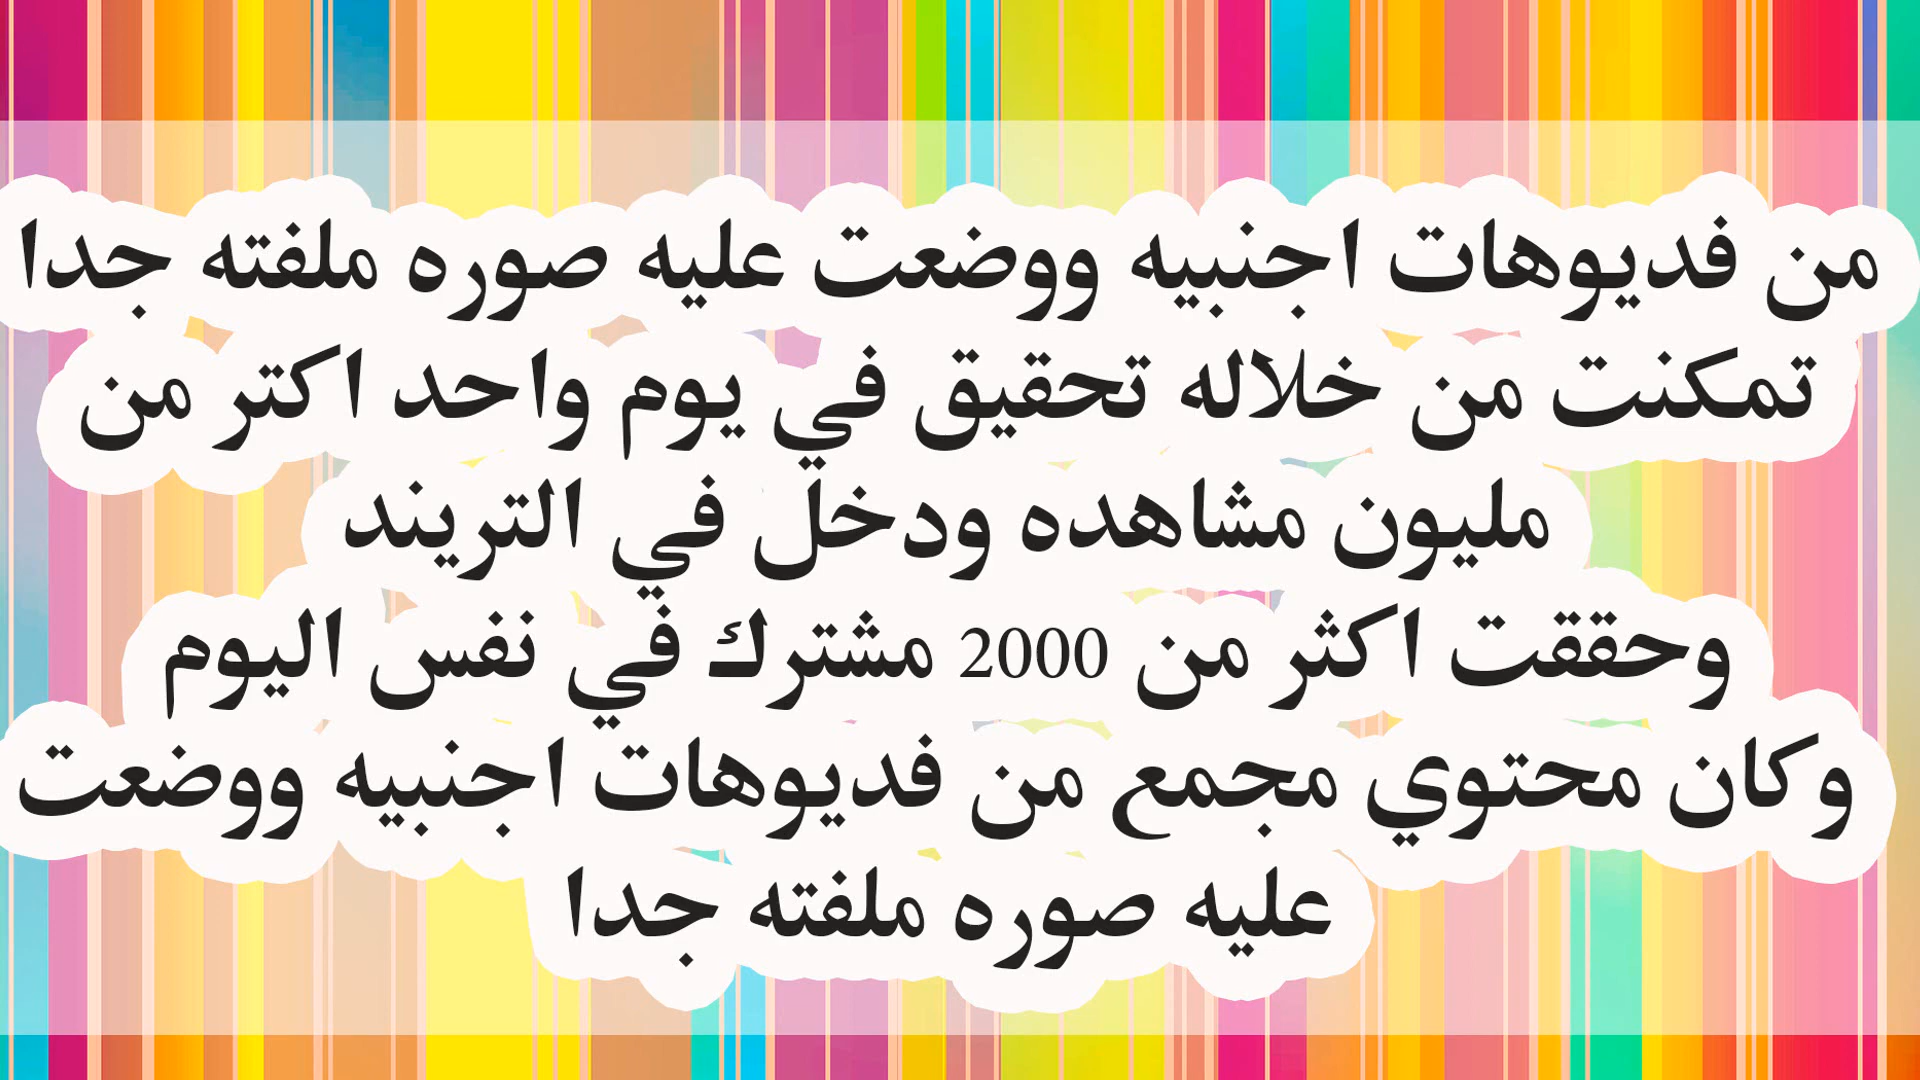 من فديوهات اجنبيه ووضعت عليه صوره ملفته جدا
تمكنت من خلاله تحقيق في يوم واحد اكتر من
مليون مشاهده ودخل في التريند
وحققت اكثر من 2000 مشترك في نفس اليوم
وكان محتوي مجمع من فديوهات اجنبيه ووضعت
عليه صوره ملفته جدا